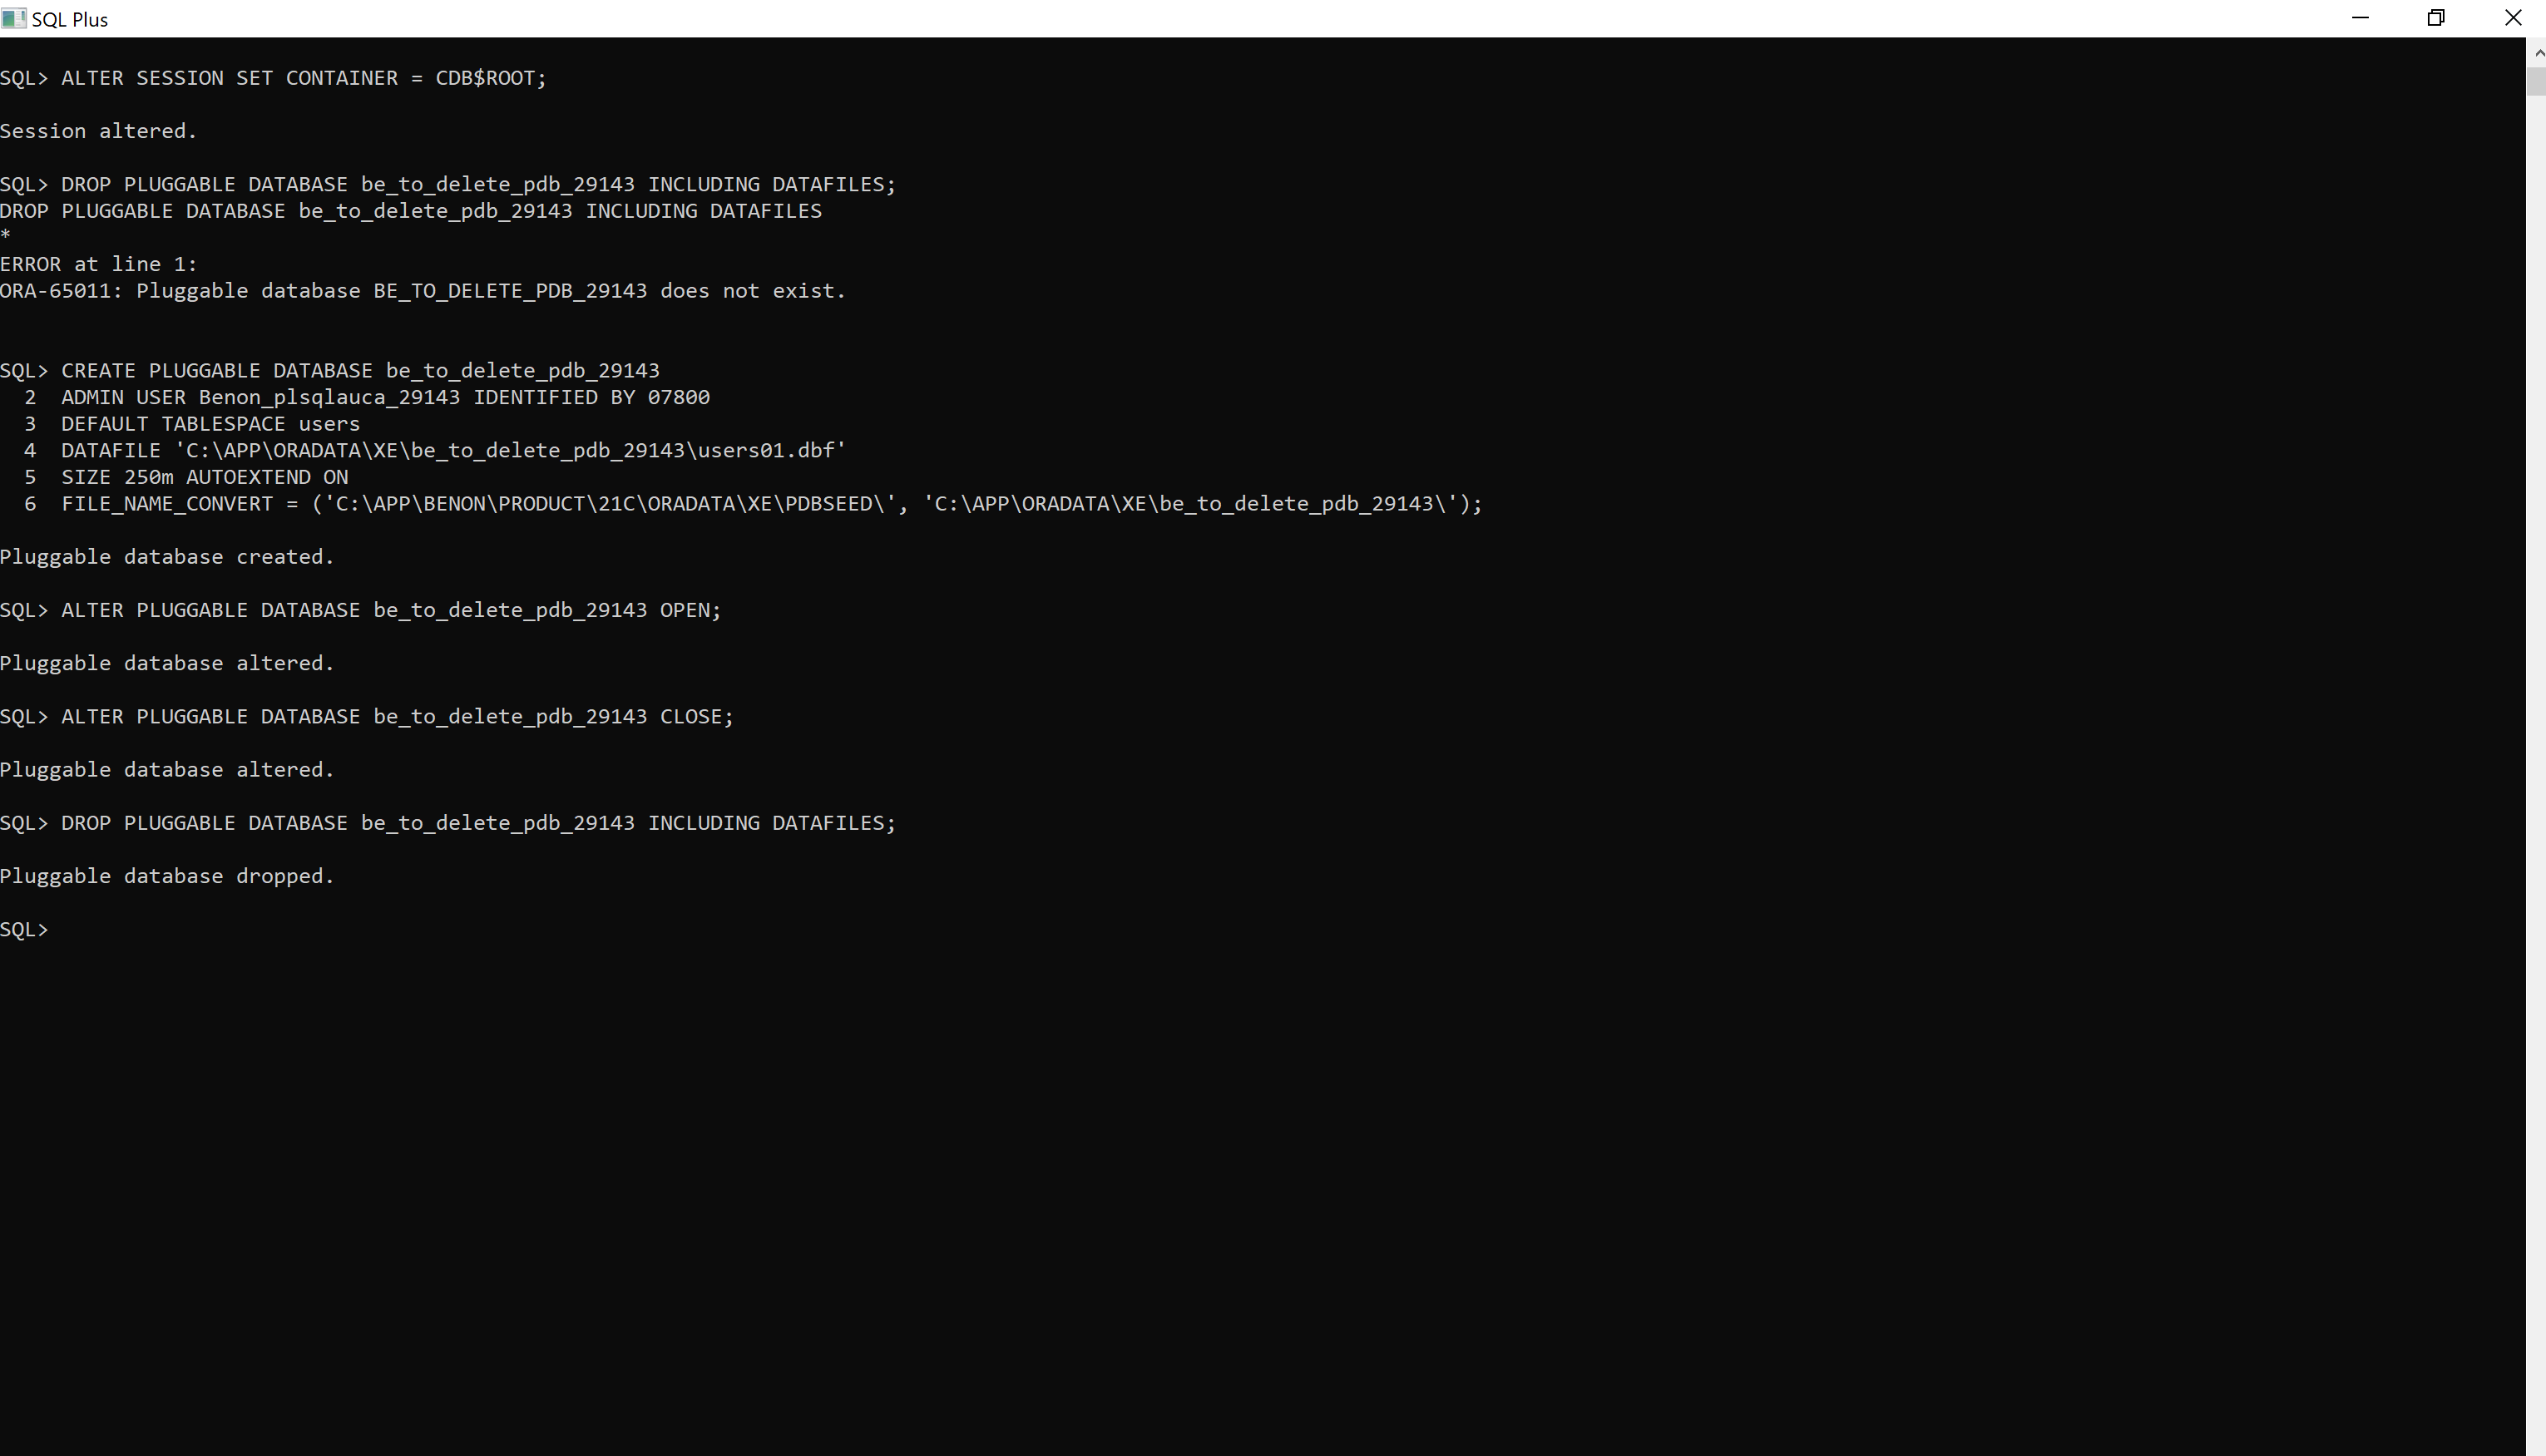 SQL Plus
SQL> ALTER SESSION SET CONTAINER = CDB$ROOT;
Session altered.
SQL> DROP PLUGGABLE DATABASE be_to_delete_pdb_29143 INCLUDING DATAFILES;
DROP PLUGGABLE DATABASE be_to_delete_pdb_29143 INCLUDING DATAFILES
*
ERROR at line 1:
ORA-65011: Pluggable database BE_TO_DELETE_PDB_29143 does not exist.
SQL> CREATE PLUGGABLE DATABASE be_to_delete_pdb_29143
  2  ADMIN USER Benon_plsqlauca_29143 IDENTIFIED BY 07800
  3  DEFAULT TABLESPACE users
  4  DATAFILE 'C:\APP\ORADATA\XE\be_to_delete_pdb_29143\users01.dbf'
  5  SIZE 250m AUTOEXTEND ON
  6  FILE_NAME_CONVERT = ('C:\APP\BENON\PRODUCT\21C\ORADATA\XE\PDBSEED\', 'C:\APP\ORADATA\XE\be_to_delete_pdb_29143\');
Pluggable database created.
SQL> ALTER PLUGGABLE DATABASE be_to_delete_pdb_29143 OPEN;
Pluggable database altered.
SQL> ALTER PLUGGABLE DATABASE be_to_delete_pdb_29143 CLOSE;
Pluggable database altered.
SQL> DROP PLUGGABLE DATABASE be_to_delete_pdb_29143 INCLUDING DATAFILES;
Pluggable database dropped.
SQL>